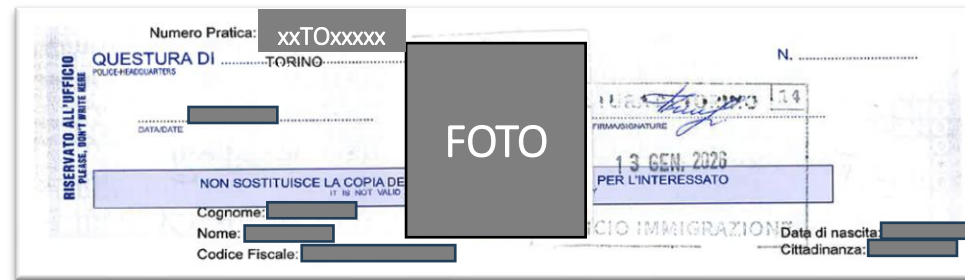 Numero Pratica: xxTOxxxxx
RISERVATO ALL'UFFICIO
PLEASE, DON'T WRITE HERE
QUESTURA DI TORINO
POLICE-HEADQUARTERS
N.
DATA/DATE
FOTO
TORINO 14
FIRMA/SIGNATURE
13 GEN. 2026
NON SOSTITUISCE LA COPIA DE PER L'INTERESSATO
IT IS NOT VALID
ICIO IMMIGRAZIONE
Cognome:
Nome:
Codice Fiscale:
Data di nascita:
Cittadinanza: